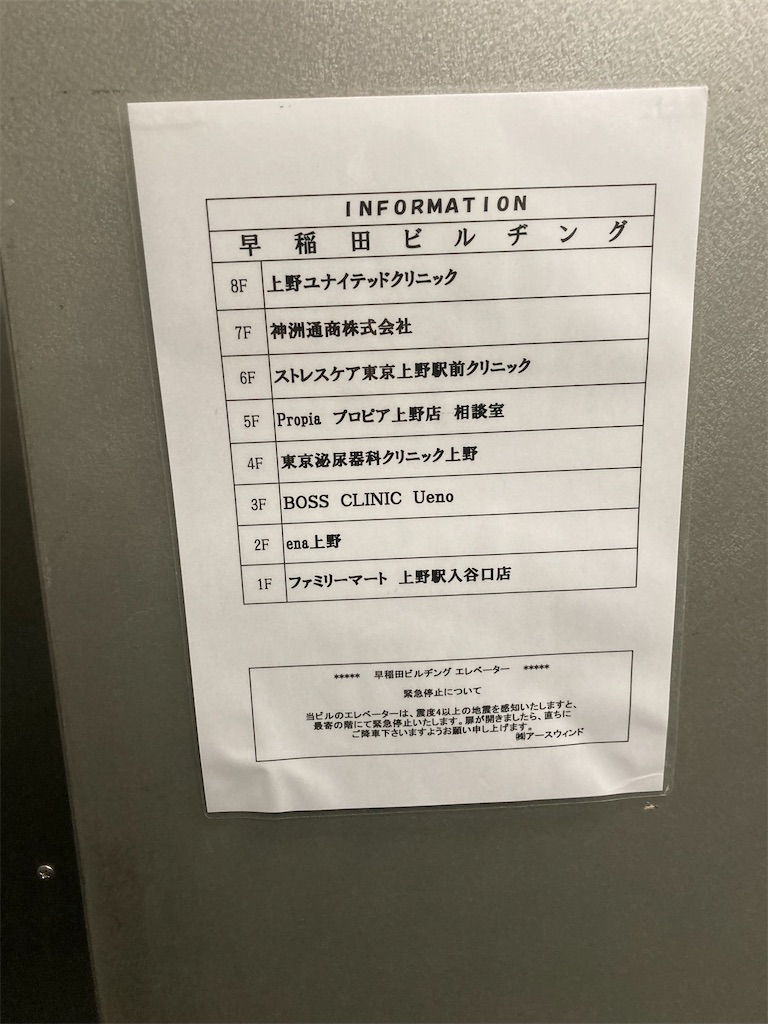 INFORMATION
早稲田ビルヂング
8F 上野ユナイテッドクリニック
7F 神洲通商株式会社
6F ストレスケア東京上野駅前クリニック
5F Propia プロピア上野店 相談室
4F 東京泌尿器科クリニック上野
3F BOSS CLINIC Ueno
2F ena上野
1F ファミリーマート 上野駅入谷口店
***** 早稲田ビルヂング エレベーター *****
緊急停止について
当ビルのエレベーターは、震度4以上の地震を感知いたしますと、
最寄の階にて緊急停止いたします。扉が開きましたら、直ちに
ご降車下さいますようお願い申し上げます。
㈱アースウィンド